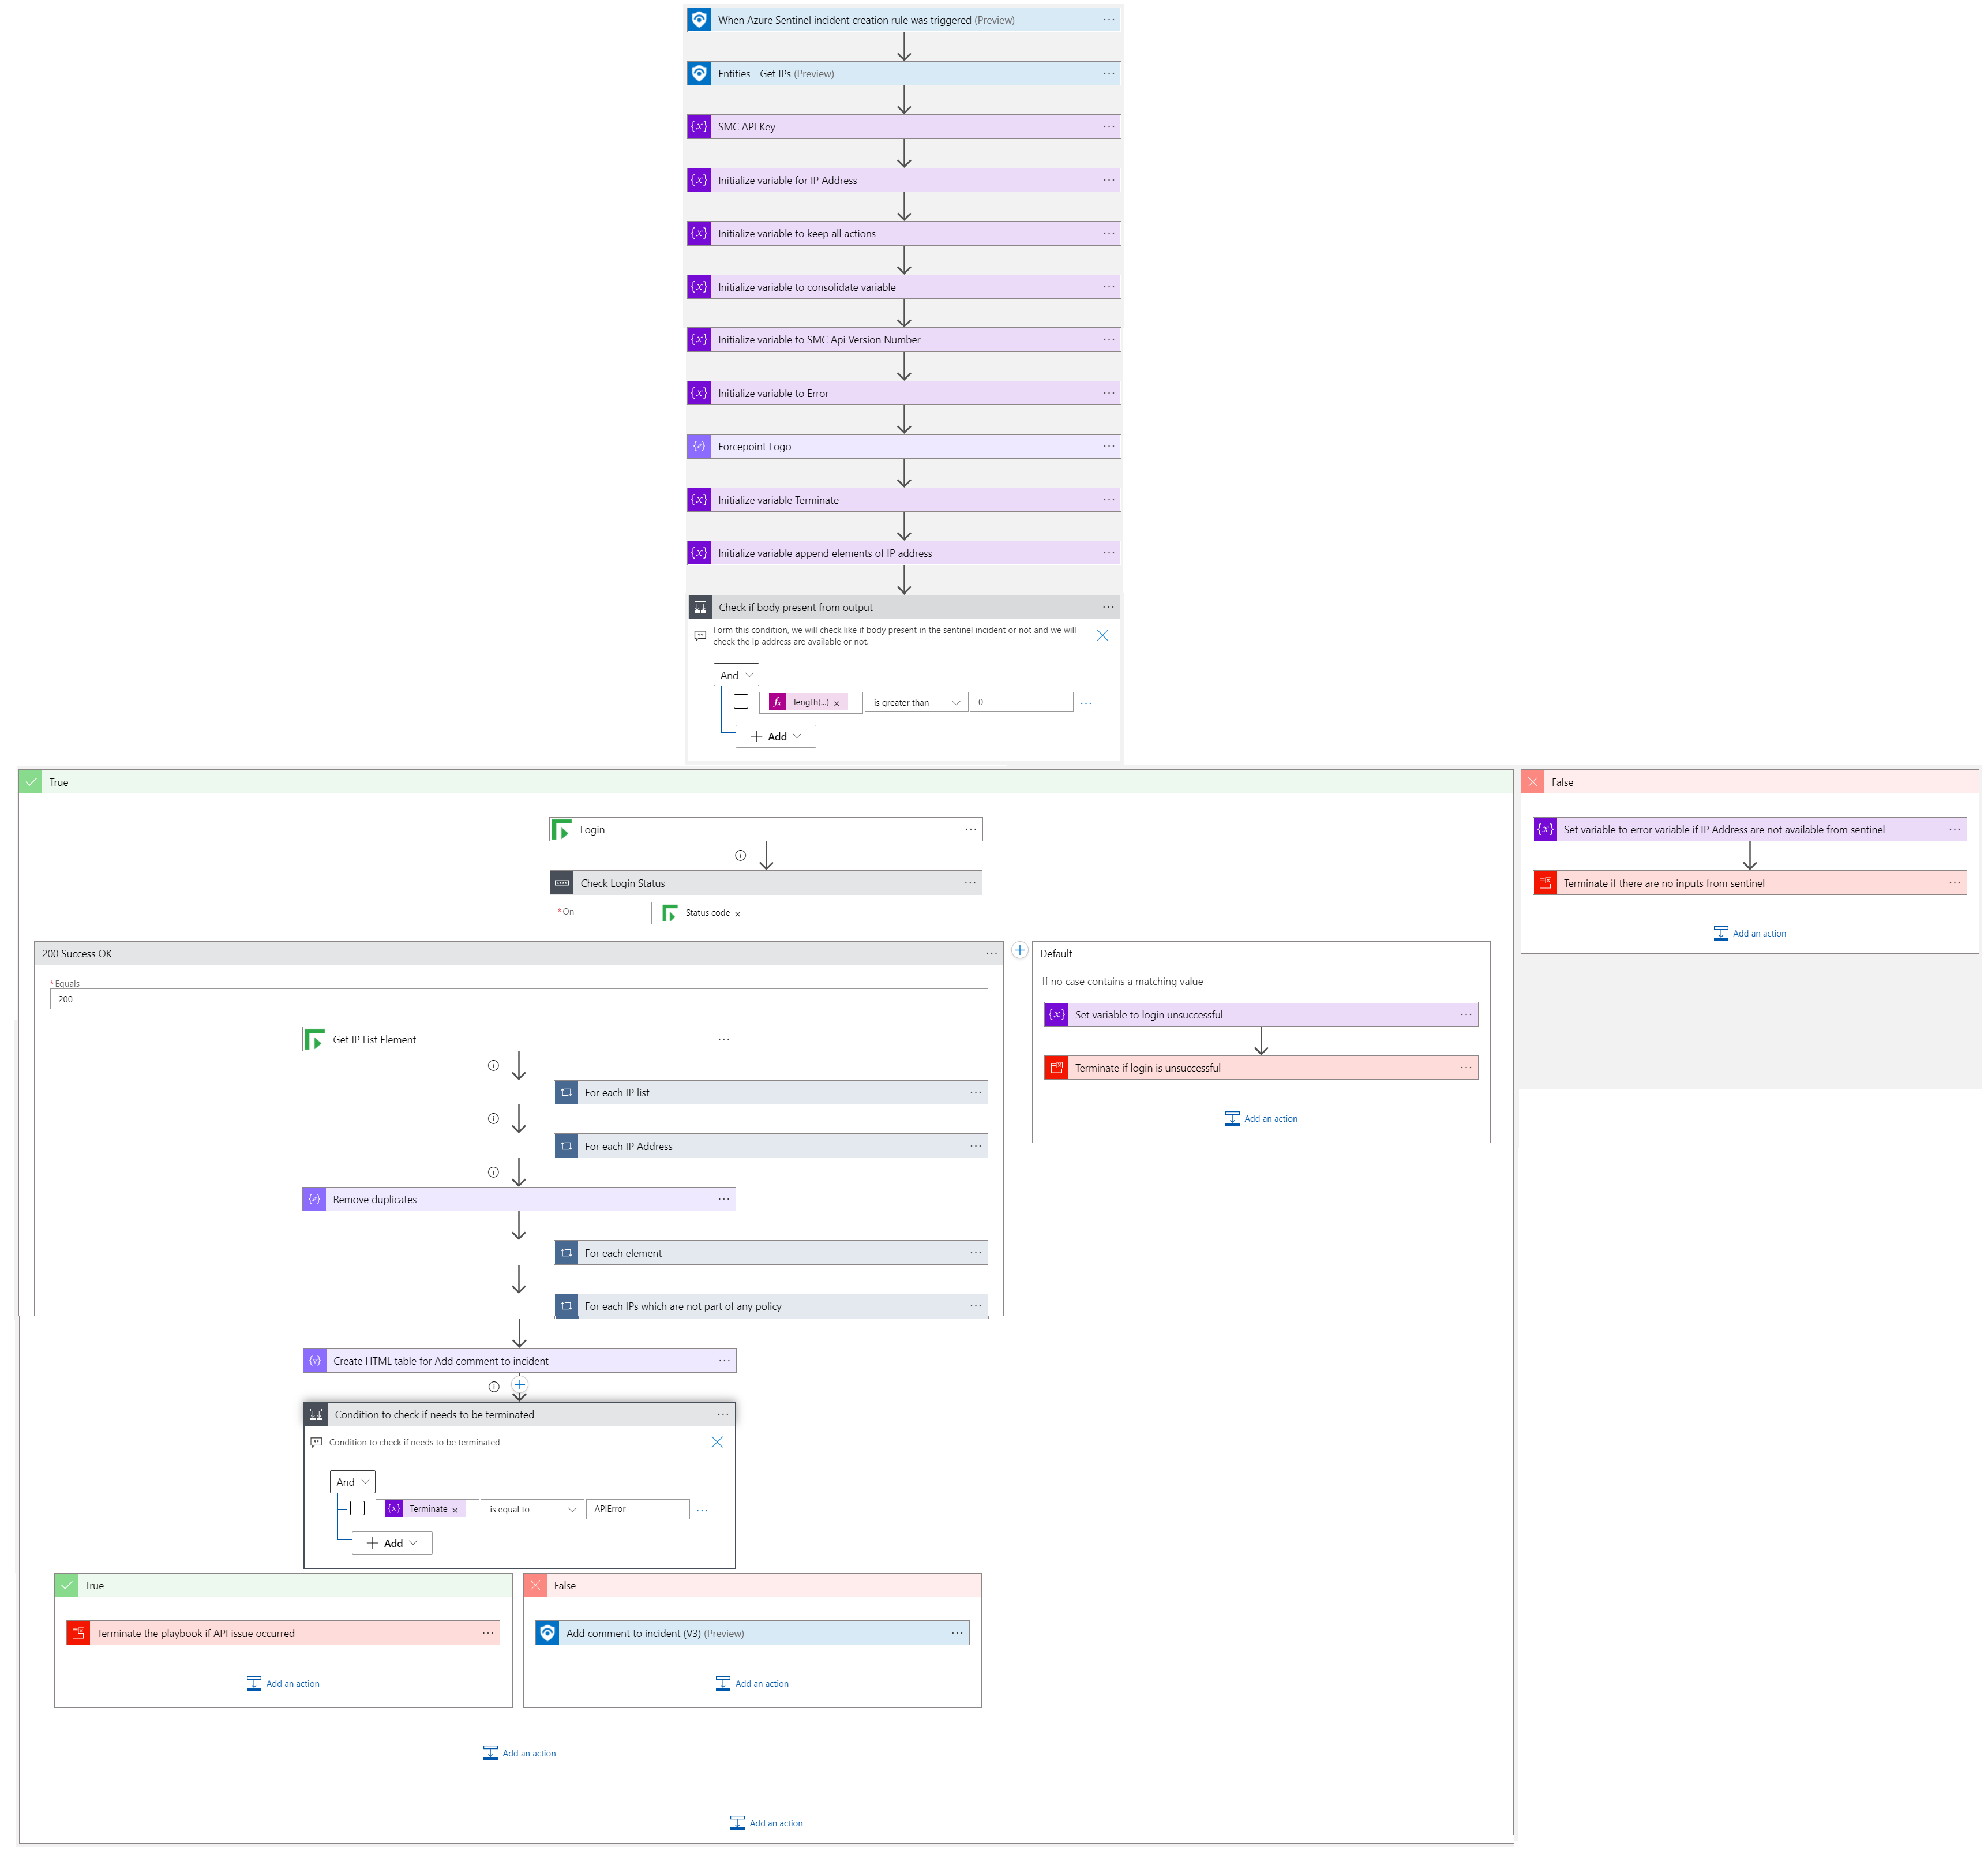 When Azure Sentinel incident creation rule was triggered (Preview)
Entities - Get IPs (Preview)
SMC API Key
Initialize variable for IP Address
Initialize variable to keep all actions
Initialize variable to consolidate variable
Initialize variable to SMC Api Version Number
Initialize variable to Error
Forcepoint Logo
Initialize variable Terminate
Initialize variable append elements of IP address
Check if body present from output
Form this condition, we will check like if body present in the sentinel incident or not and we will
check the Ip address are available or not.
And
length(...) is greater than 0
Add
True
Login
Check Login Status
* On Status code
200 Success OK
* Equals
200
Get IP List Element
For each IP list
For each IP Address
Remove duplicates
For each element
For each IPs which are not part of any policy
Create HTML table for Add comment to incident
Condition to check if needs to be terminated
Condition to check if needs to be terminated
And
Terminate is equal to APIError
Add
True
Terminate the playbook if API issue occurred
Add an action
False
Add comment to incident (V3) (Preview)
Add an action
Add an action
Default
If no case contains a matching value
Set variable to login unsuccessful
Terminate if login is unsuccessful
Add an action
Add an action
False
Set variable to error variable if IP Address are not available from sentinel
Terminate if there are no inputs from sentinel
Add an action